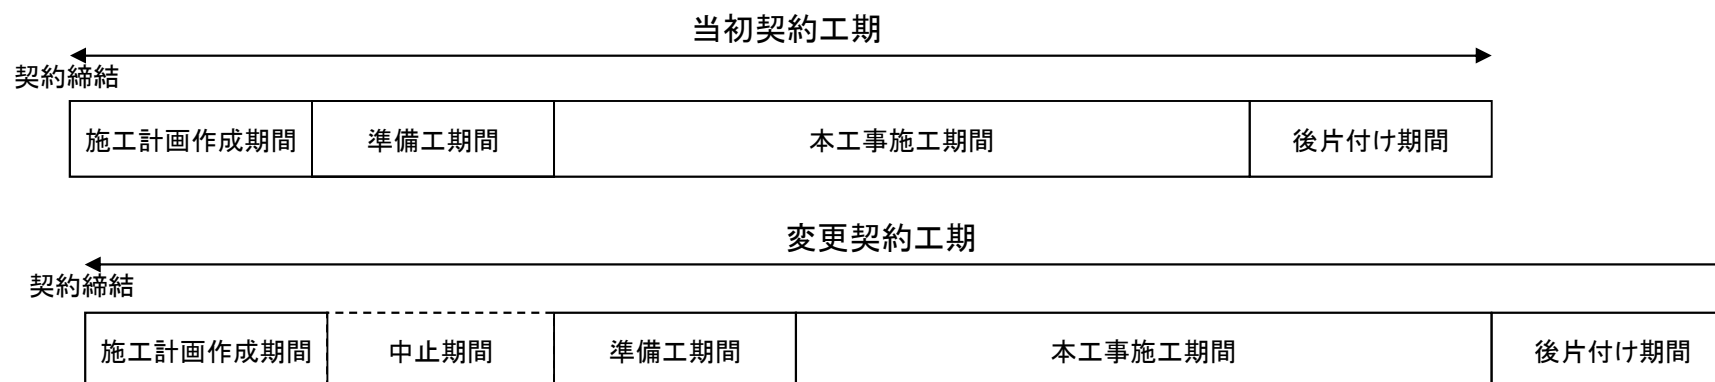 当初契約工期
契約締結
施工計画作成期間
準備工期間
本工事施工期間
後片付け期間
変更契約工期
契約締結
施工計画作成期間
中止期間
準備工期間
本工事施工期間
後片付け期間